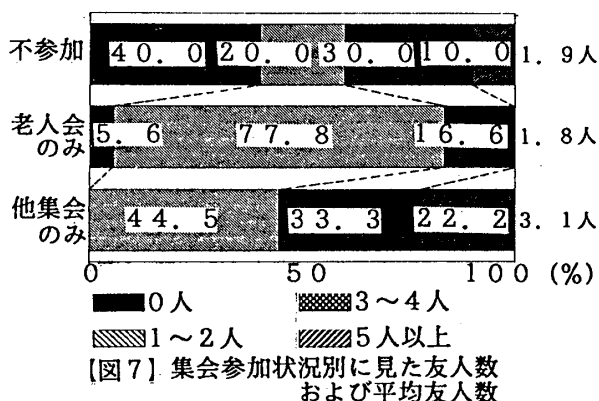 不参加 40.0 20.0 30.0 10.0 1.9人
老人会のみ 5.6 77.8 16.6 1.8人
他集会のみ 44.5 33.3 22.2 3.1人
0 50 100 (%)
0人 3～4人
1～2人 5人以上
【図7】集会参加状況別に見た友人数
および平均友人数